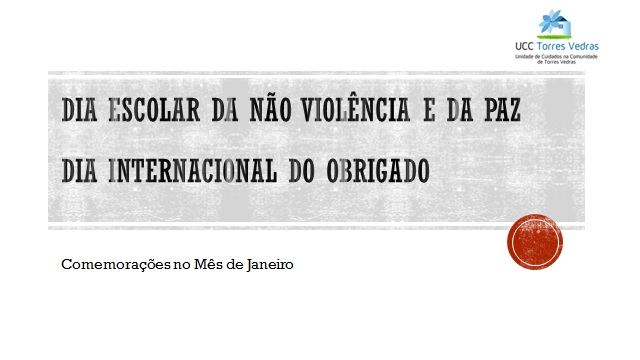 UCC Torres Vedras
Unidade de Cuidados na Comunidade
de Torres Vedras
DIA ESCOLAR DA NÃO VIOLÊNCIA E DA PAZ
DIA INTERNACIONAL DO OBRIGADO
Comemorações no Mês de Janeiro